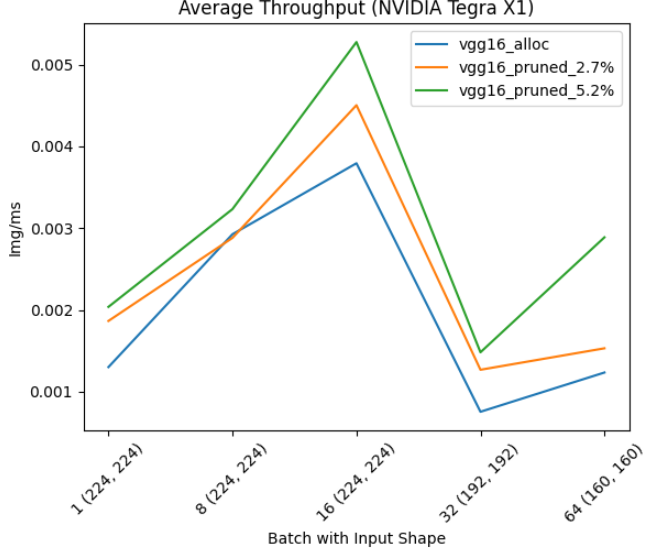 Average Throughput (NVIDIA Tegra X1)
vgg16_alloc
vgg16_pruned_2.7%
vgg16_pruned_5.2%
Img/ms
0.005
0.004
0.003
0.002
0.001
1 (224, 224)
8 (224, 224)
16 (224, 224)
32 (192, 192)
64 (160, 160)
Batch with Input Shape